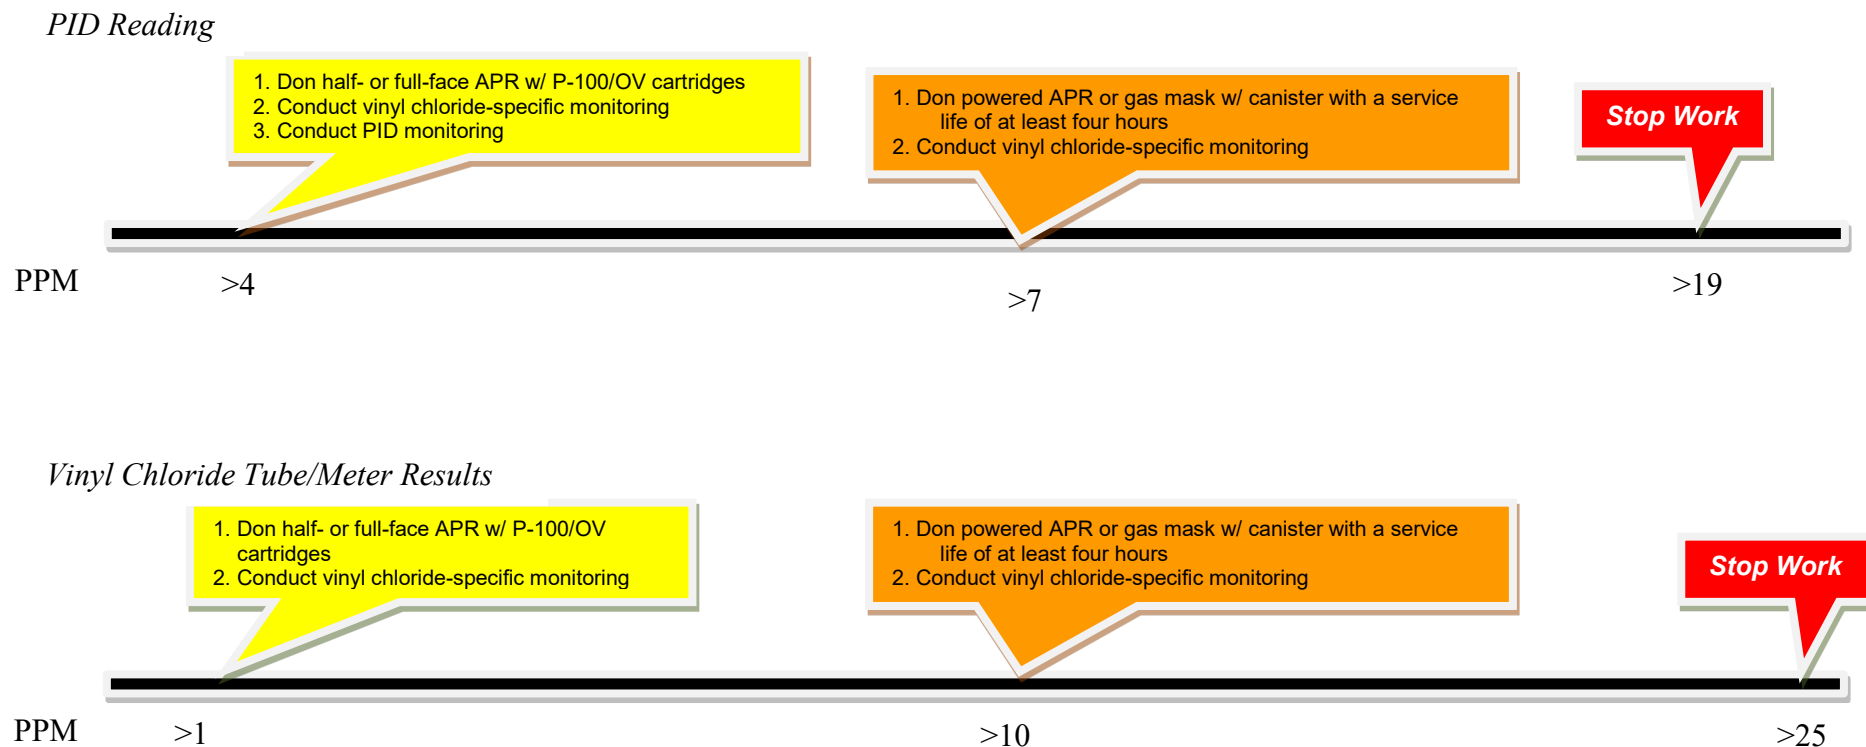 PID Reading
1. Don half- or full-face APR w/ P-100/OV cartridges
2. Conduct vinyl chloride-specific monitoring
3. Conduct PID monitoring
1. Don powered APR or gas mask w/ canister with a service
life of at least four hours
2. Conduct vinyl chloride-specific monitoring
Stop Work
PPM
>4
>7
>19
Vinyl Chloride Tube/Meter Results
1. Don half- or full-face APR w/ P-100/OV
cartridges
2. Conduct vinyl chloride-specific monitoring
1. Don powered APR or gas mask w/ canister with a service
life of at least four hours
2. Conduct vinyl chloride-specific monitoring
Stop Work
PPM
>1
>10
>25